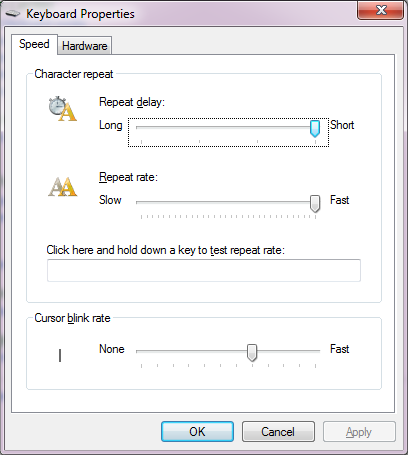 Keyboard Properties
Speed Hardware
Character repeat
A
Repeat delay:
Long Short
AA
Repeat rate:
Slow Fast
Click here and hold down a key to test repeat rate:
Cursor blink rate
None Fast
OK Cancel Apply